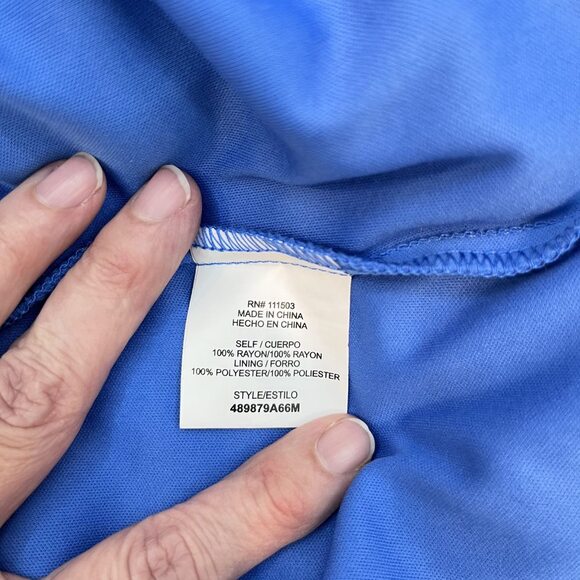 RN# 111503
MADE IN CHINA
HECHO EN CHINA
SELF / CUERPO
100% RAYON/100% RAYON
LINING / FORRO
100% POLYESTER/100% POLIESTER
STYLE/ESTILO
489879A66M